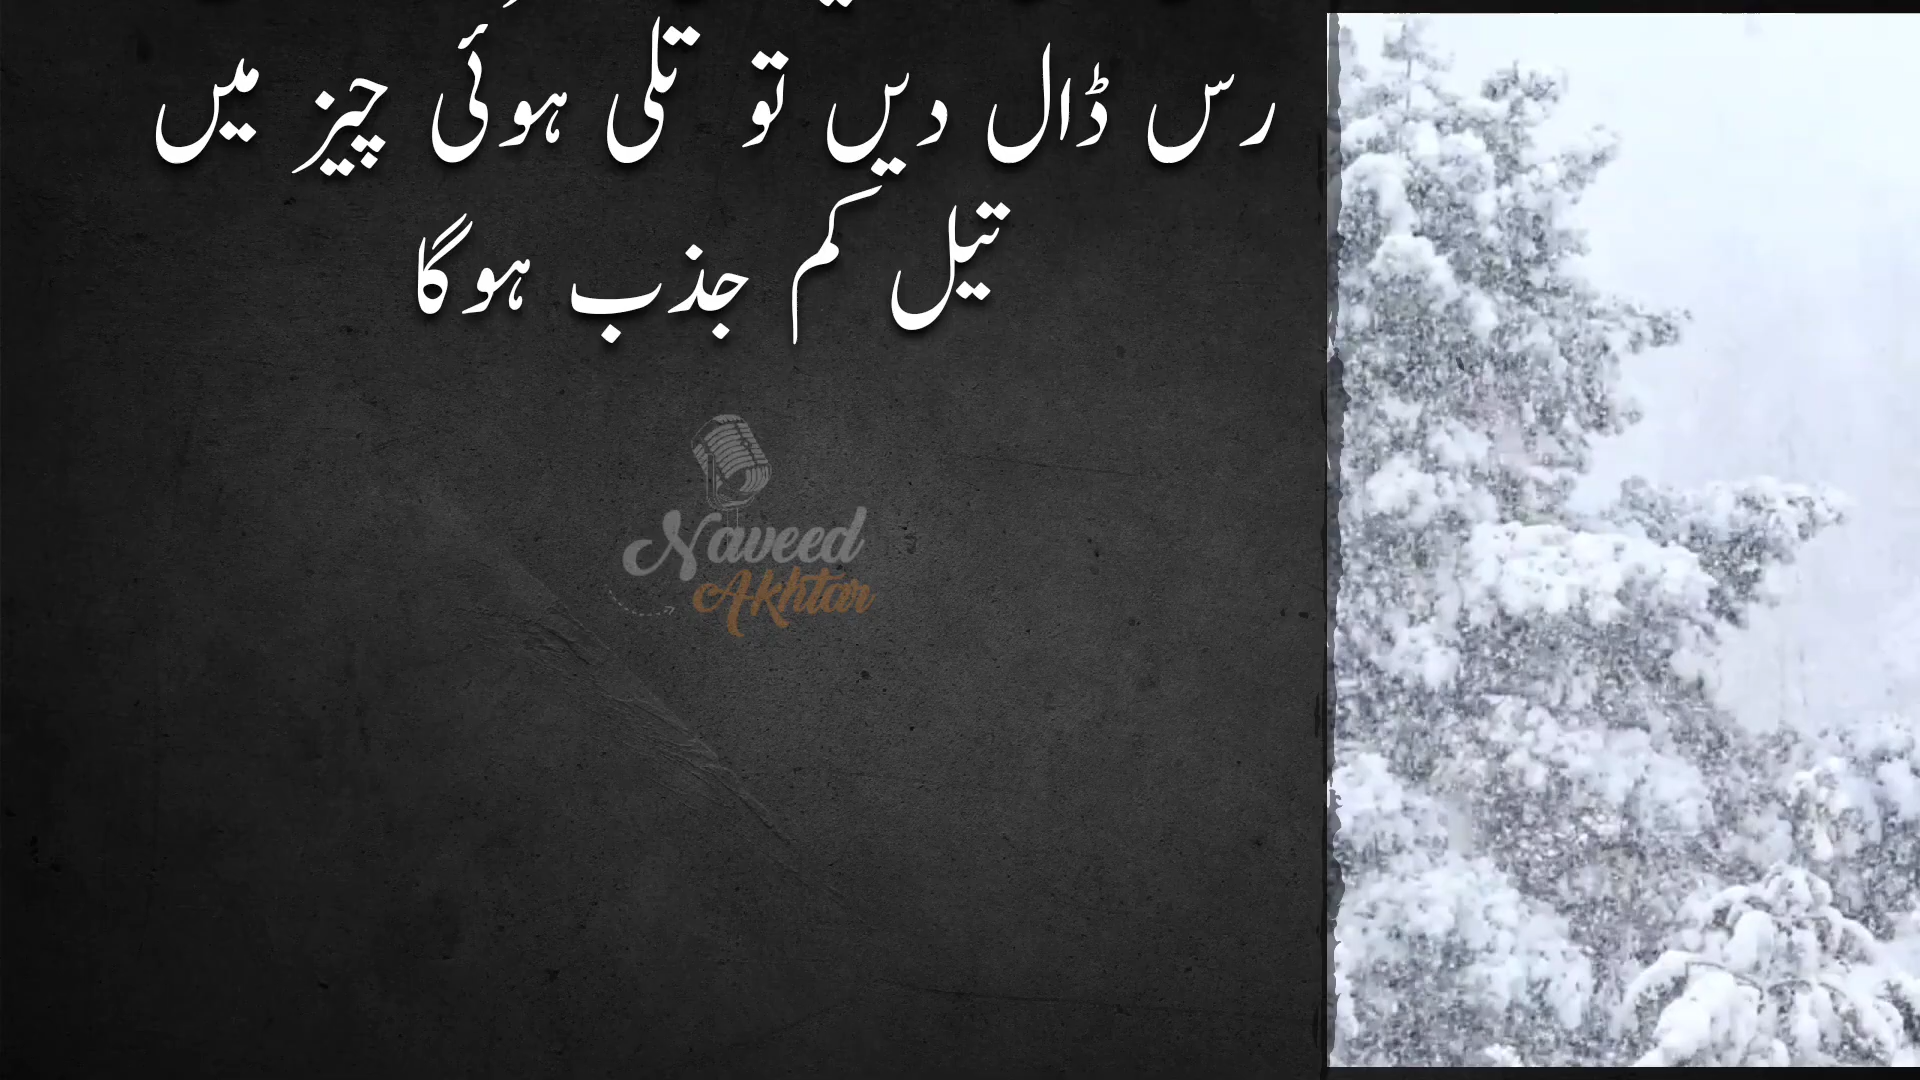 رس ڈال دیں تو تلی ہوئی چیز میں
تیل کم جذب ہوگا
Naveed
Akhtar